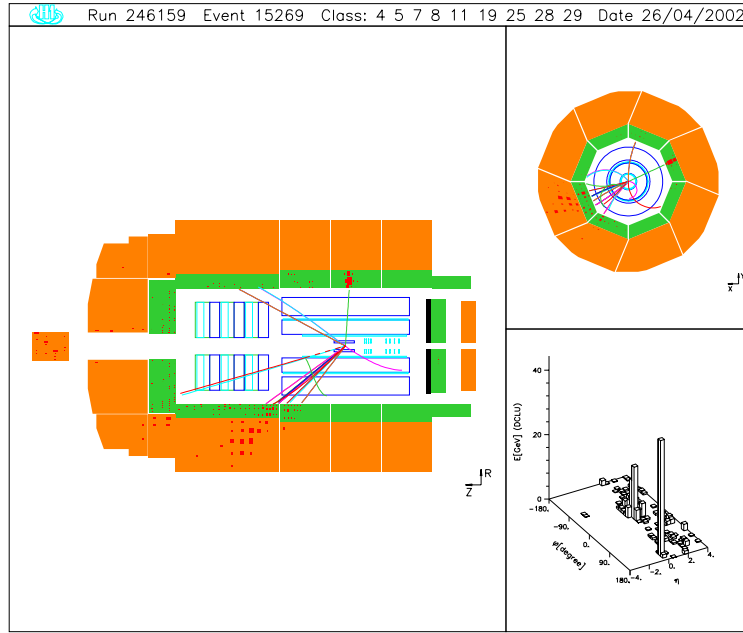 Run 246159 Event 15269 Class: 4 5 7 8 11 19 25 28 29 Date 26/04/2002
Y
X
R
Z
E[GeV] (DCLU)
40
20
0
-180.
-90.
0.
90.
180.
φ[degree]
-4.
-2.
0.
2.
4.
η